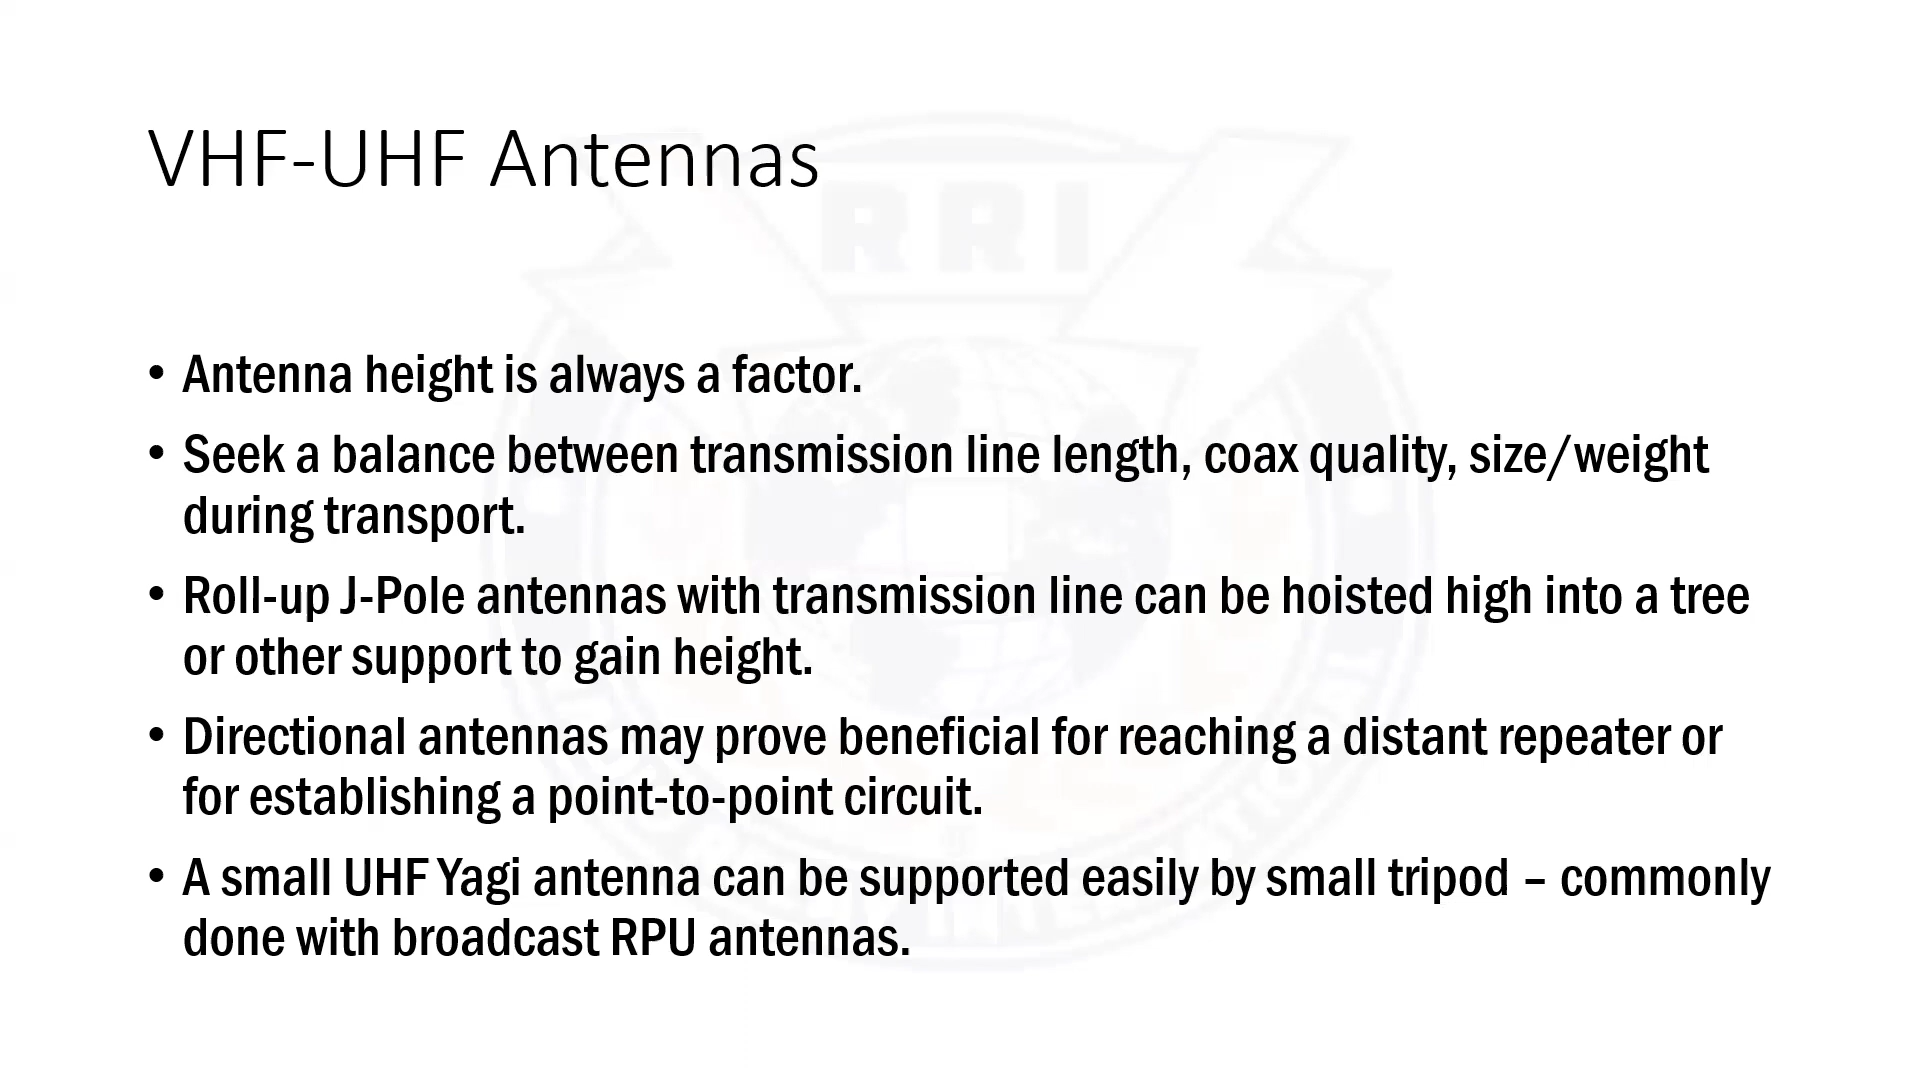 VHF-UHF Antennas
RRI
• Antenna height is always a factor.
• Seek a balance between transmission line length, coax quality, size/weight
during transport.
• Roll-up J-Pole antennas with transmission line can be hoisted high into a tree
or other support to gain height.
• Directional antennas may prove beneficial for reaching a distant repeater or
for establishing a point-to-point circuit.
• A small UHF Yagi antenna can be supported easily by small tripod – commonly
done with broadcast RPU antennas.